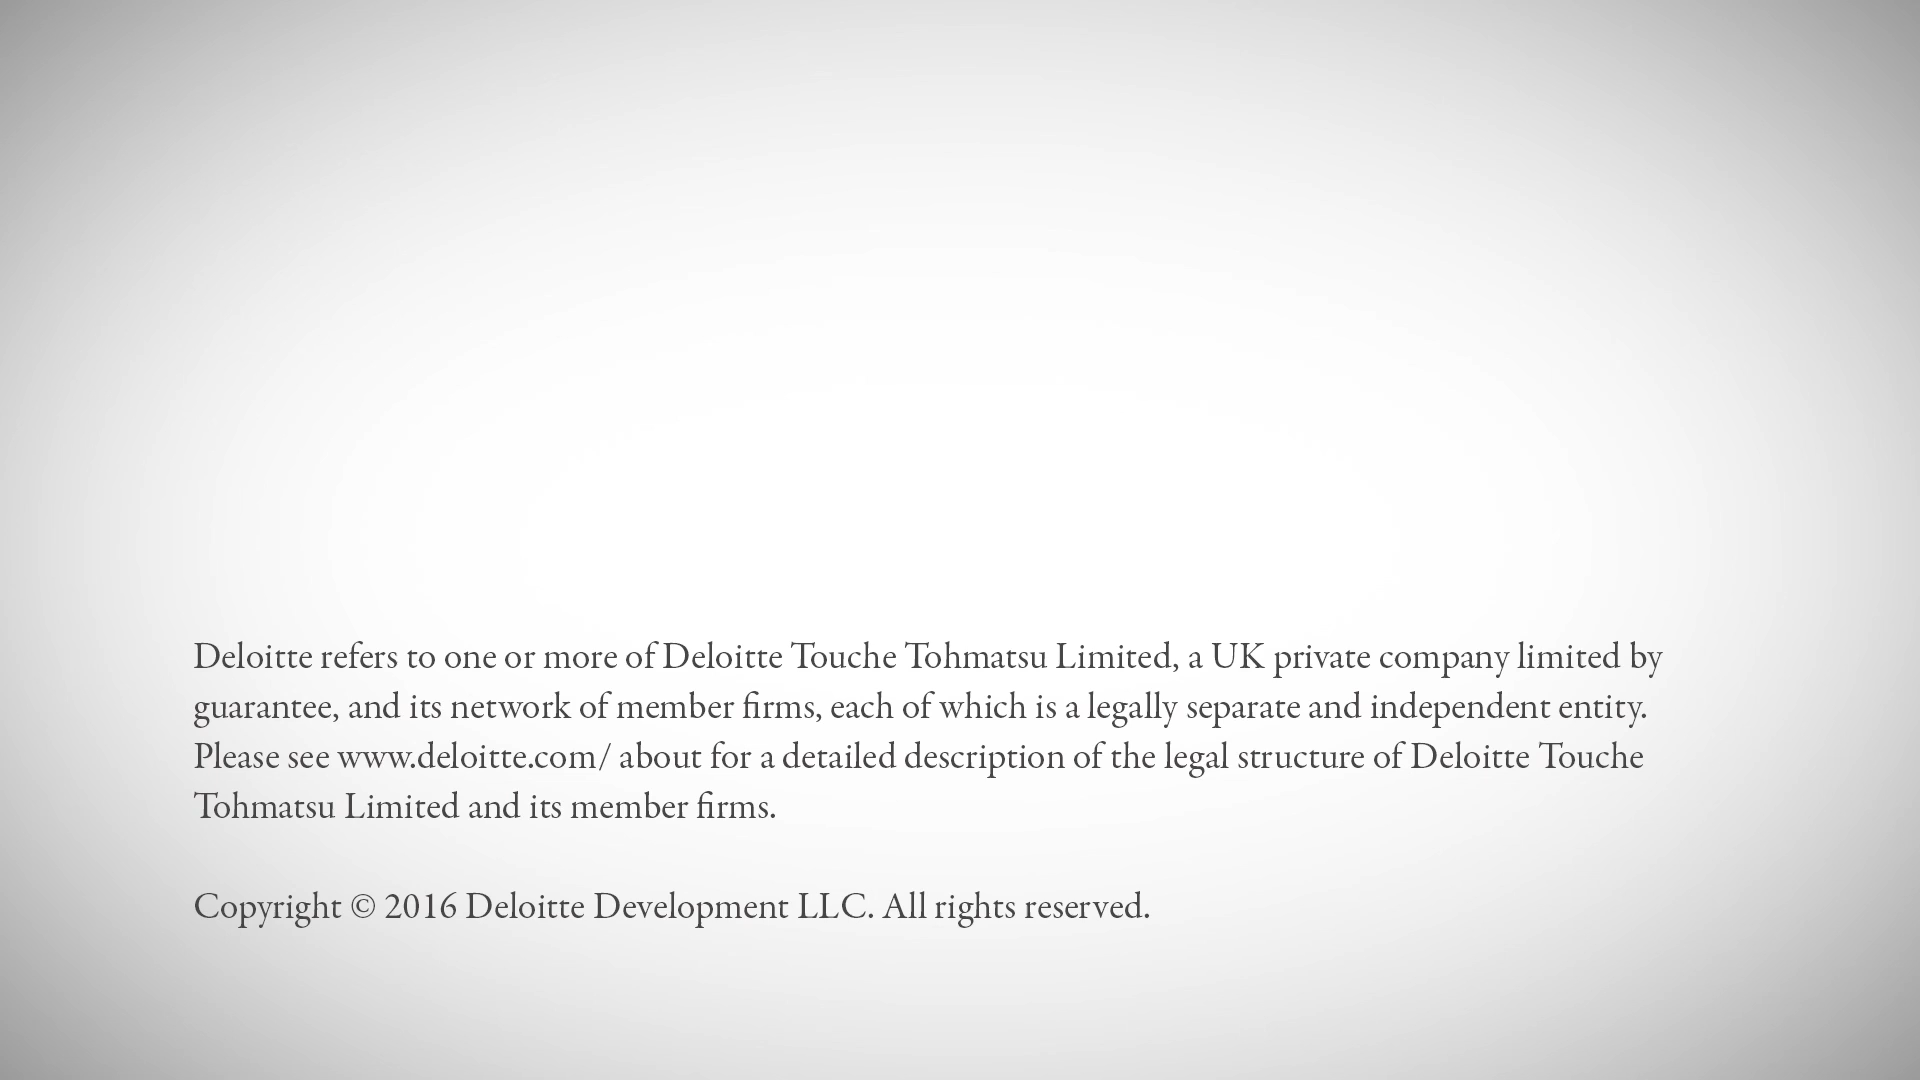 Deloitte refers to one or more of Deloitte Touche Tohmatsu Limited, a UK private company limited by
guarantee, and its network of member firms, each of which is a legally separate and independent entity.
Please see www.deloitte.com/ about for a detailed description of the legal structure of Deloitte Touche
Tohmatsu Limited and its member firms.
Copyright © 2016 Deloitte Development LLC. All rights reserved.